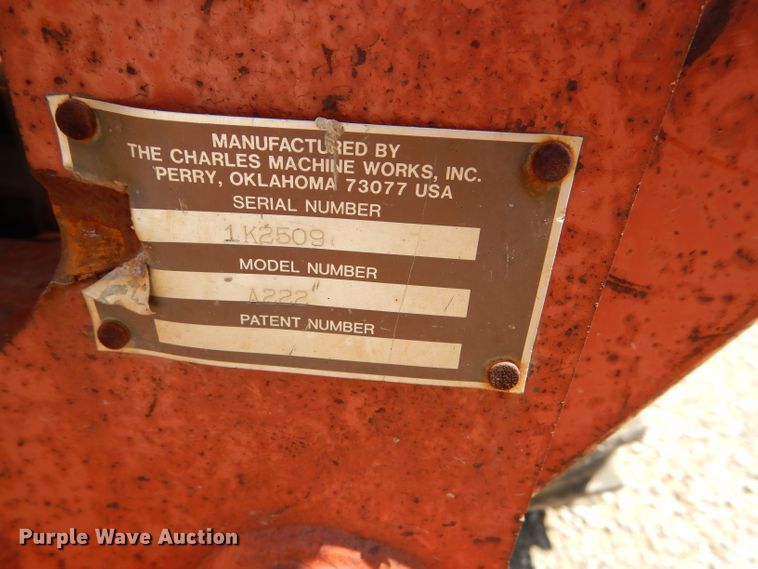 MANUFACTURED BY
THE CHARLES MACHINE WORKS, INC.
PERRY, OKLAHOMA 73077 USA
SERIAL NUMBER
1K2509
MODEL NUMBER
A222"
PATENT NUMBER
Purple Wave Auction